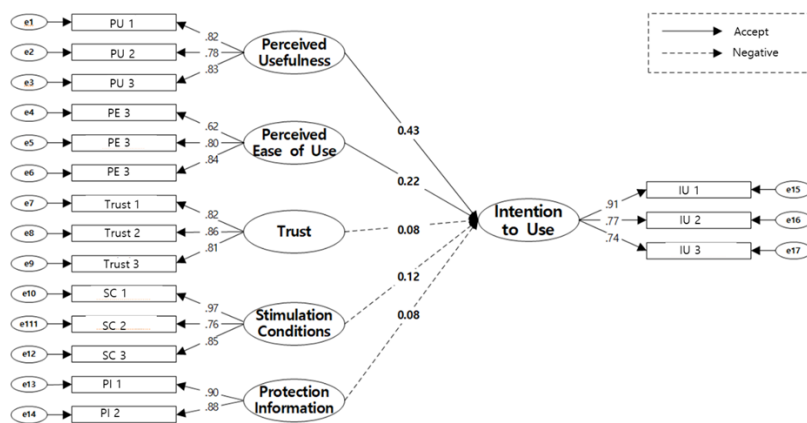 e1 PU 1
e2 PU 2
e3 PU 3
e4 PE 3
e5 PE 3
e6 PE 3
e7 Trust 1
e8 Trust 2
e9 Trust 3
e10 SC 1
e111 SC 2
e12 SC 3
e13 PI 1
e14 PI 2
.82
.78
.83
.62
.80
.84
.82
.86
.81
.97
.76
.85
.90
.88
Perceived
Usefulness
Perceived
Ease of Use
Trust
Stimulation
Conditions
Protection
Information
0.43
0.22
0.08
0.12
0.08
Intention
to Use
.91
.77
.74
IU 1 e15
IU 2 e16
IU 3 e17
Accept
Negative